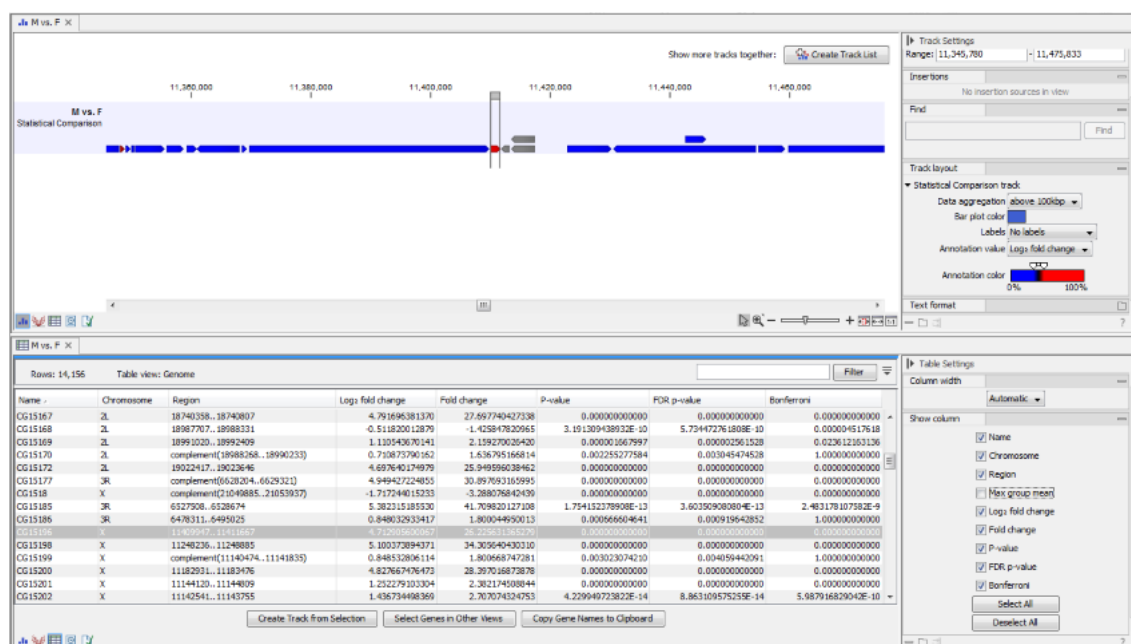 M vs. F
Track Settings
Range: 11,345,780 - 11,475,833
Show more tracks together: Create Track List
Insertions
No insertion sources in view
11,360,000 11,380,000 11,400,000 11,420,000 11,440,000 11,460,000
Find
M vs. F
Statistical Comparison
Find
Track layout
Statistical Comparison track
Data aggregation above 100kbp
Bar plot color
Labels No labels
Annotation value Log₂ fold change
Annotation color
0% 100%
Text format
M vs. F
Rows: 14,156 Table view: Genome Filter
Table Settings
Column width
Automatic
Show column
Name
Chromosome
Region
Max group mean
Log₂ fold change
Fold change
P-value
FDR p-value
Bonferroni
Select All
Deselect All
Name Chromosome Region Log₂ fold change Fold change P-value FDR p-value Bonferroni
CG15167 2L 18740358..18740807 4.791696381370 27.697740427338 0.000000000000 0.000000000000 0.000000000000
CG15168 2L 18987707..18988331 -0.511820012879 -1.425847820965 3.191309438932E-10 5.734472761808E-10 0.000004517618
CG15169 2L 18991020..18992409 1.110543670141 2.159270026420 0.000001667997 0.000002561528 0.023612163136
CG15170 2L complement(18988268..18990233) 0.710873790162 1.636795166814 0.002255277584 0.003045474528 1.000000000000
CG15172 2L 19022417..19023646 4.697640174979 25.949596038462 0.000000000000 0.000000000000 0.000000000000
CG15177 3R complement(6628204..6629321) 4.949427224855 30.897693165995 0.000000000000 0.000000000000 0.000000000000
CG1518 X complement(21049885..21053937) -1.717244015233 -3.288076842439 0.000000000000 0.000000000000 0.000000000000
CG15185 3R 6527508..6528674 5.382315185530 41.709820127108 1.754152378908E-13 3.603509080804E-13 2.483178107582E-9
CG15186 3R 6478311..6495025 0.848032933417 1.800044950013 0.000666604641 0.000919642852 1.000000000000
CG15196 X 11409947..11411667 0.000000000000 0.000000000000 0.000000000000
CG15198 X 11248236..11248885 5.100373894371 34.305640430310 0.000000000000 0.000000000000 0.000000000000
CG15199 X complement(11140474..11141835) 0.848532806114 1.800668747281 0.003023074210 0.004059442091 1.000000000000
CG15200 X 11182931..11183476 4.827667476473 28.397016873878 0.000000000000 0.000000000000 0.000000000000
CG15201 X 11144120..11144809 1.252279103304 2.382174508844 0.000000000000 0.000000000000 0.000000000000
CG15202 X 11142541..11143755 1.436734498369 2.707074324753 4.229949723822E-14 8.863109575255E-14 5.987916829042E-10
Create Track from Selection Select Genes in Other Views Copy Gene Names to Clipboard